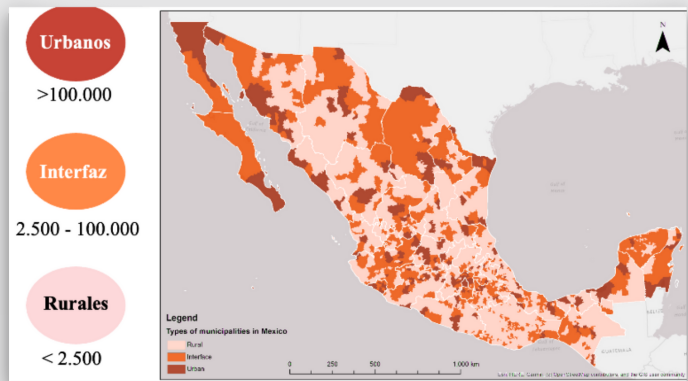 Urbanos
>100.000
Interfaz
2.500 - 100.000
Rurales
< 2.500
N
Legend
Types of municipalities in Mexico
Rural
Interface
Urban
0 250 500 1.000 km
GUATEMALA